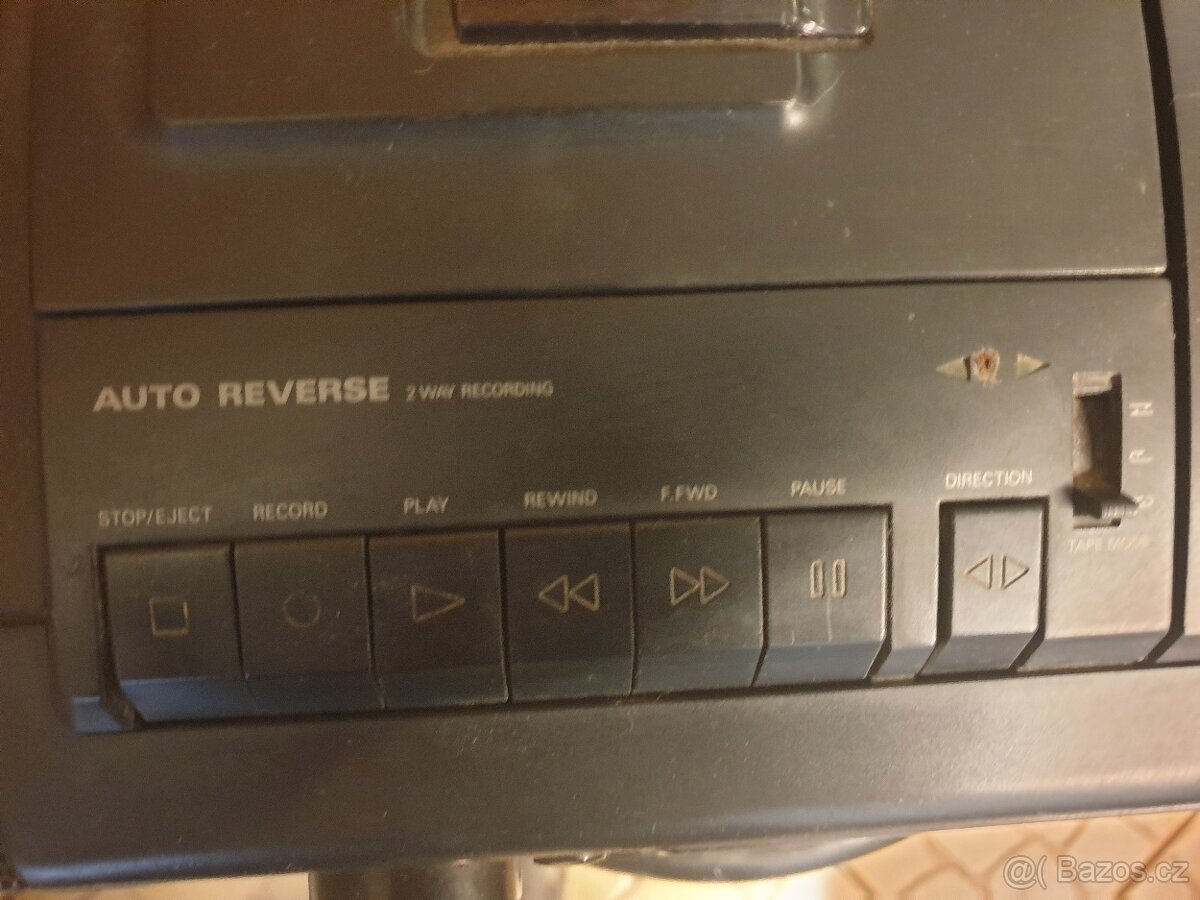 AUTO REVERSE 2 WAY RECORDING
STOP/EJECT RECORD PLAY REWIND F.FWD PAUSE DIRECTION
TAPE MODE
@( Bazos.cz